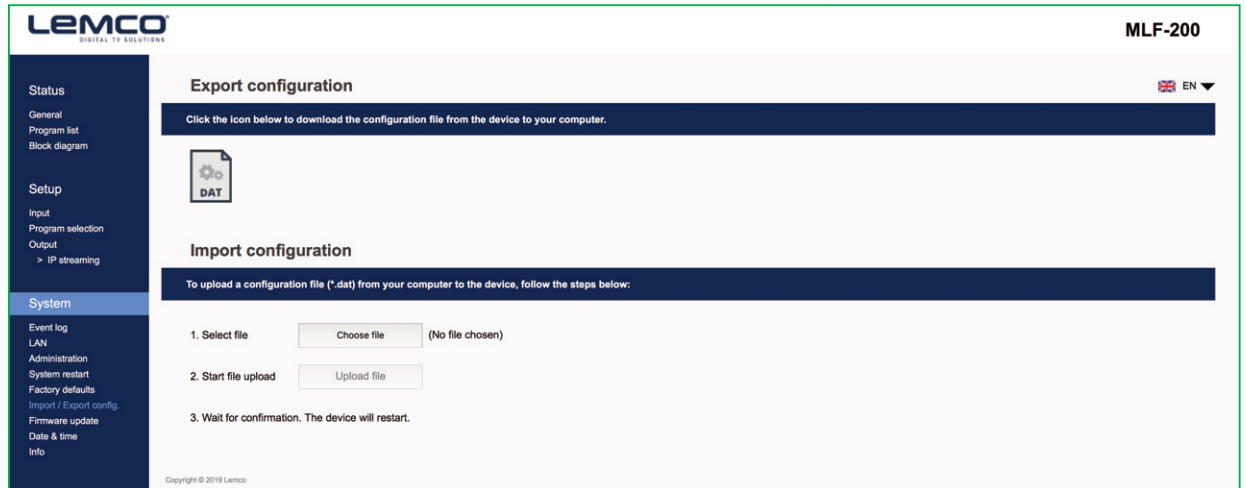 LEMCO
DIGITAL TV SOLUTIONS
MLF-200
Status
General
Program list
Block diagram
Setup
Input
Program selection
Output
> IP streaming
System
Event log
LAN
Administration
System restart
Factory defaults
Import / Export config.
Firmware update
Date & time
Info
Export configuration
EN
Click the icon below to download the configuration file from the device to your computer.
DAT
Import configuration
To upload a configuration file (*.dat) from your computer to the device, follow the steps below:
1. Select file Choose file (No file chosen)
2. Start file upload Upload file
3. Wait for confirmation. The device will restart.
Copyright © 2019 Lemco